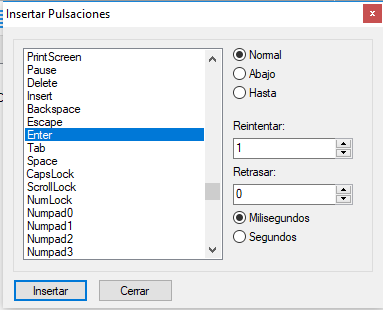 Insertar Pulsaciones
x
PrintScreen
Pause
Delete
Insert
Backspace
Escape
Enter
Tab
Space
CapsLock
ScrollLock
NumLock
Numpad0
Numpad1
Numpad2
Numpad3
Normal
Abajo
Hasta
Reintentar:
1
Retrasar:
0
Milisegundos
Segundos
Insertar
Cerrar